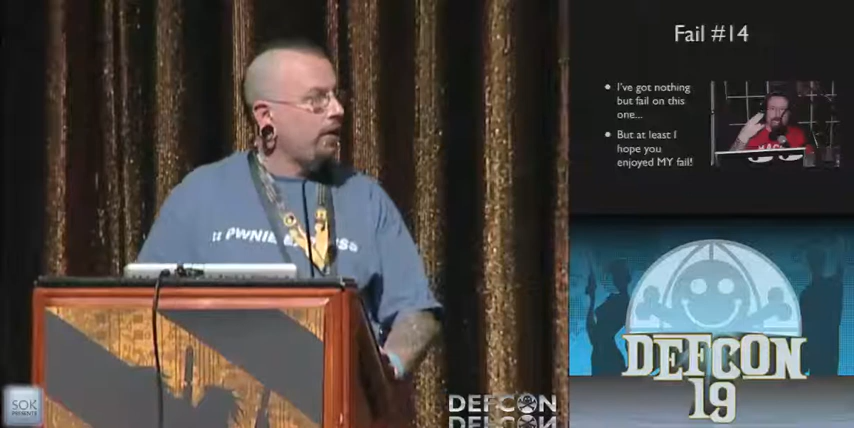 Fail #14
I've got nothing
but fail on this
one...
But at least I
hope you
enjoyed MY fail!
:: PWNIE
DEFCON
19
DEFCON
SOK